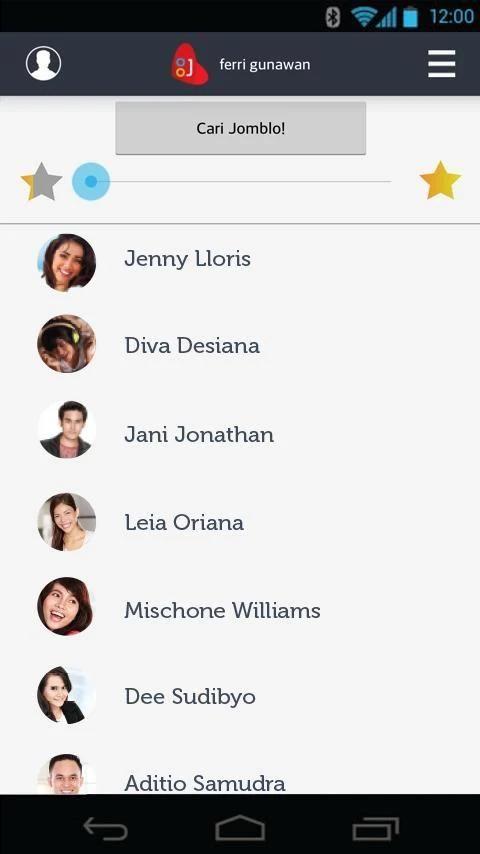 12:00
ferri gunawan
Cari Jomblo!
Jenny Lloris
Diva Desiana
Jani Jonathan
Leia Oriana
Mischone Williams
Dee Sudibyo
Aditio Samudra